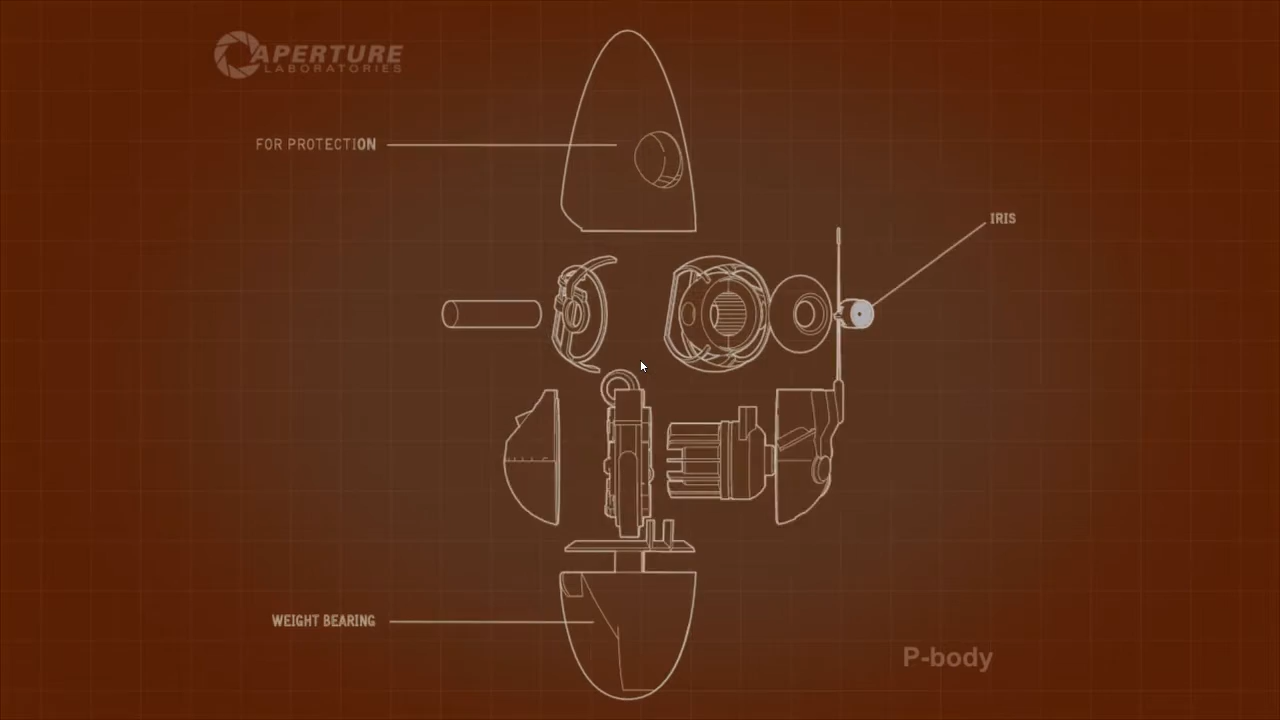 APERTURE
LABORATORIES
FOR PROTECTION
IRIS
WEIGHT BEARING
P-body